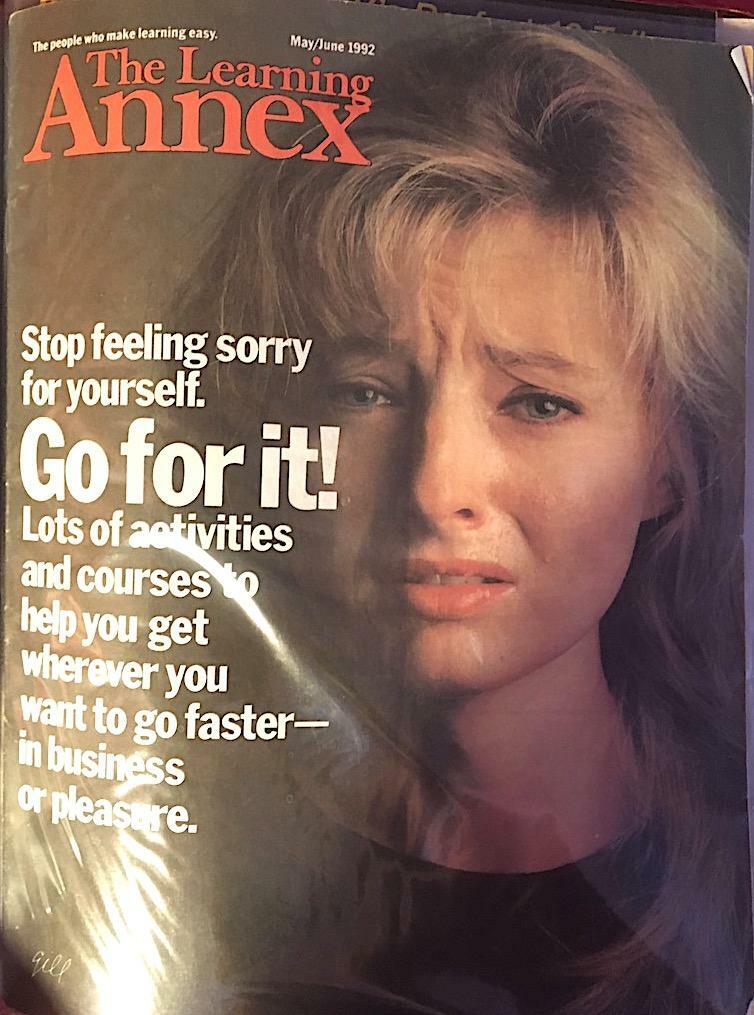 The people who make learning easy.
May/June 1992
The Learning
Annex
Stop feeling sorry
for yourself.
Go for it!
Lots of activities
and courses to
help you get
wherever you
want to go faster—
in business
or pleasure.
gill